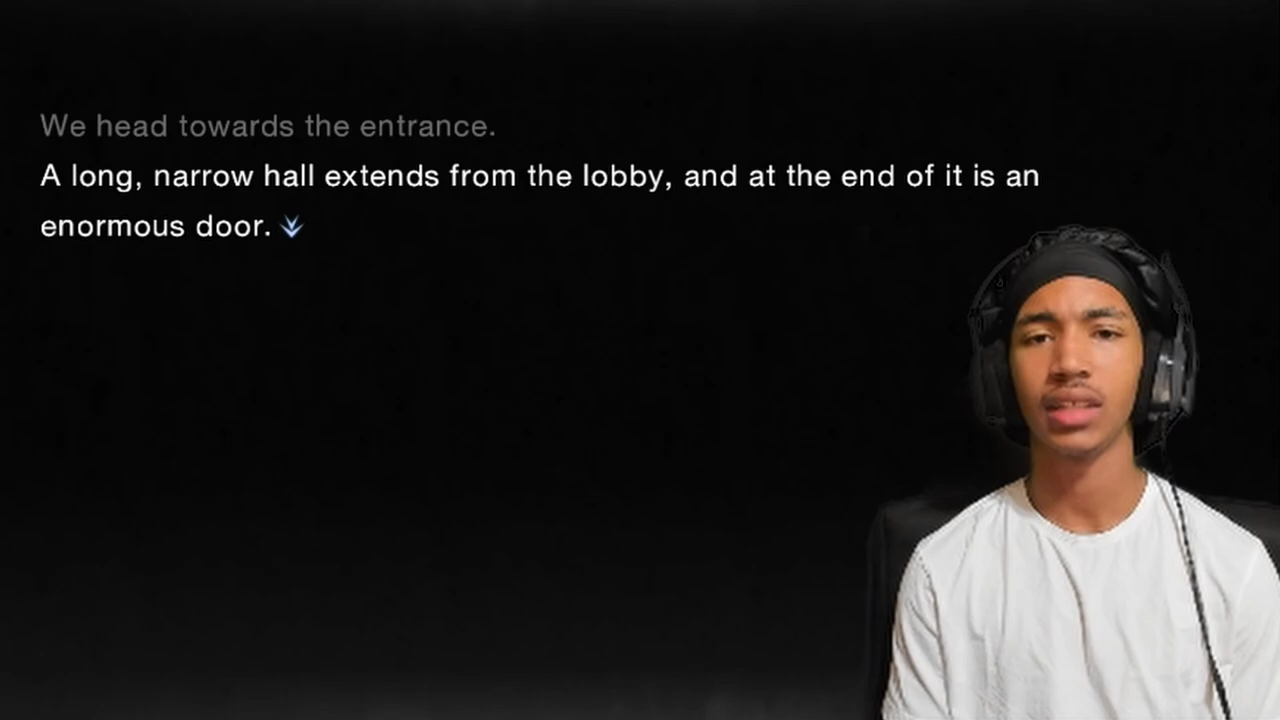 We head towards the entrance.
A long, narrow hall extends from the lobby, and at the end of it is an
enormous door.